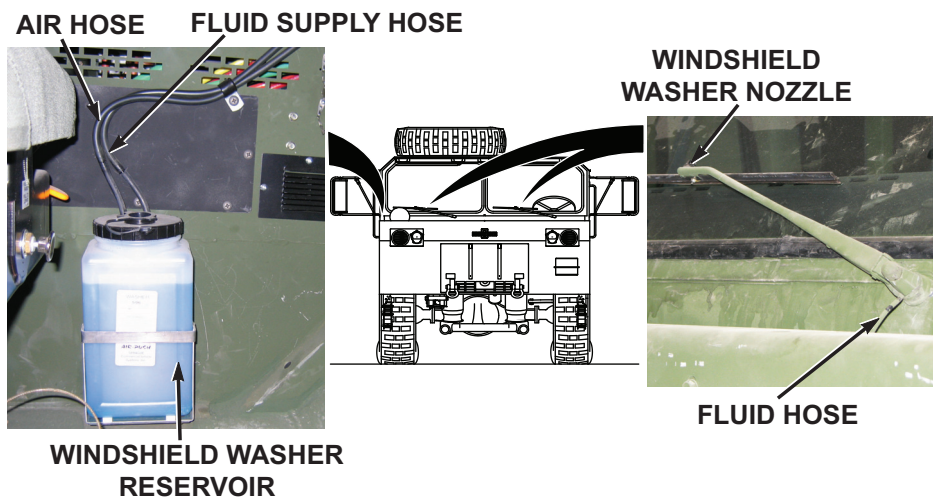 AIR HOSE
FLUID SUPPLY HOSE
WINDSHIELD
WASHER NOZZLE
FLUID HOSE
WINDSHIELD WASHER
RESERVOIR